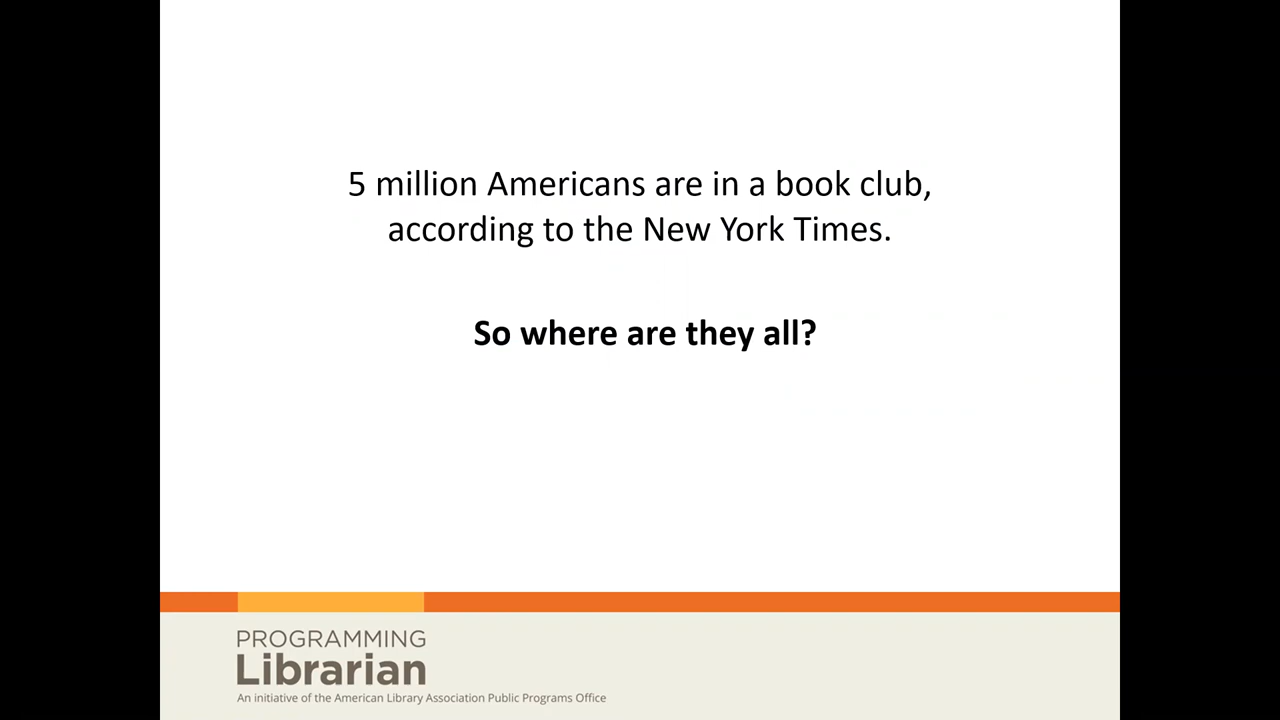 5 million Americans are in a book club,
according to the New York Times.
So where are they all?
PROGRAMMING
Librarian
An initiative of the American Library Association Public Programs Office